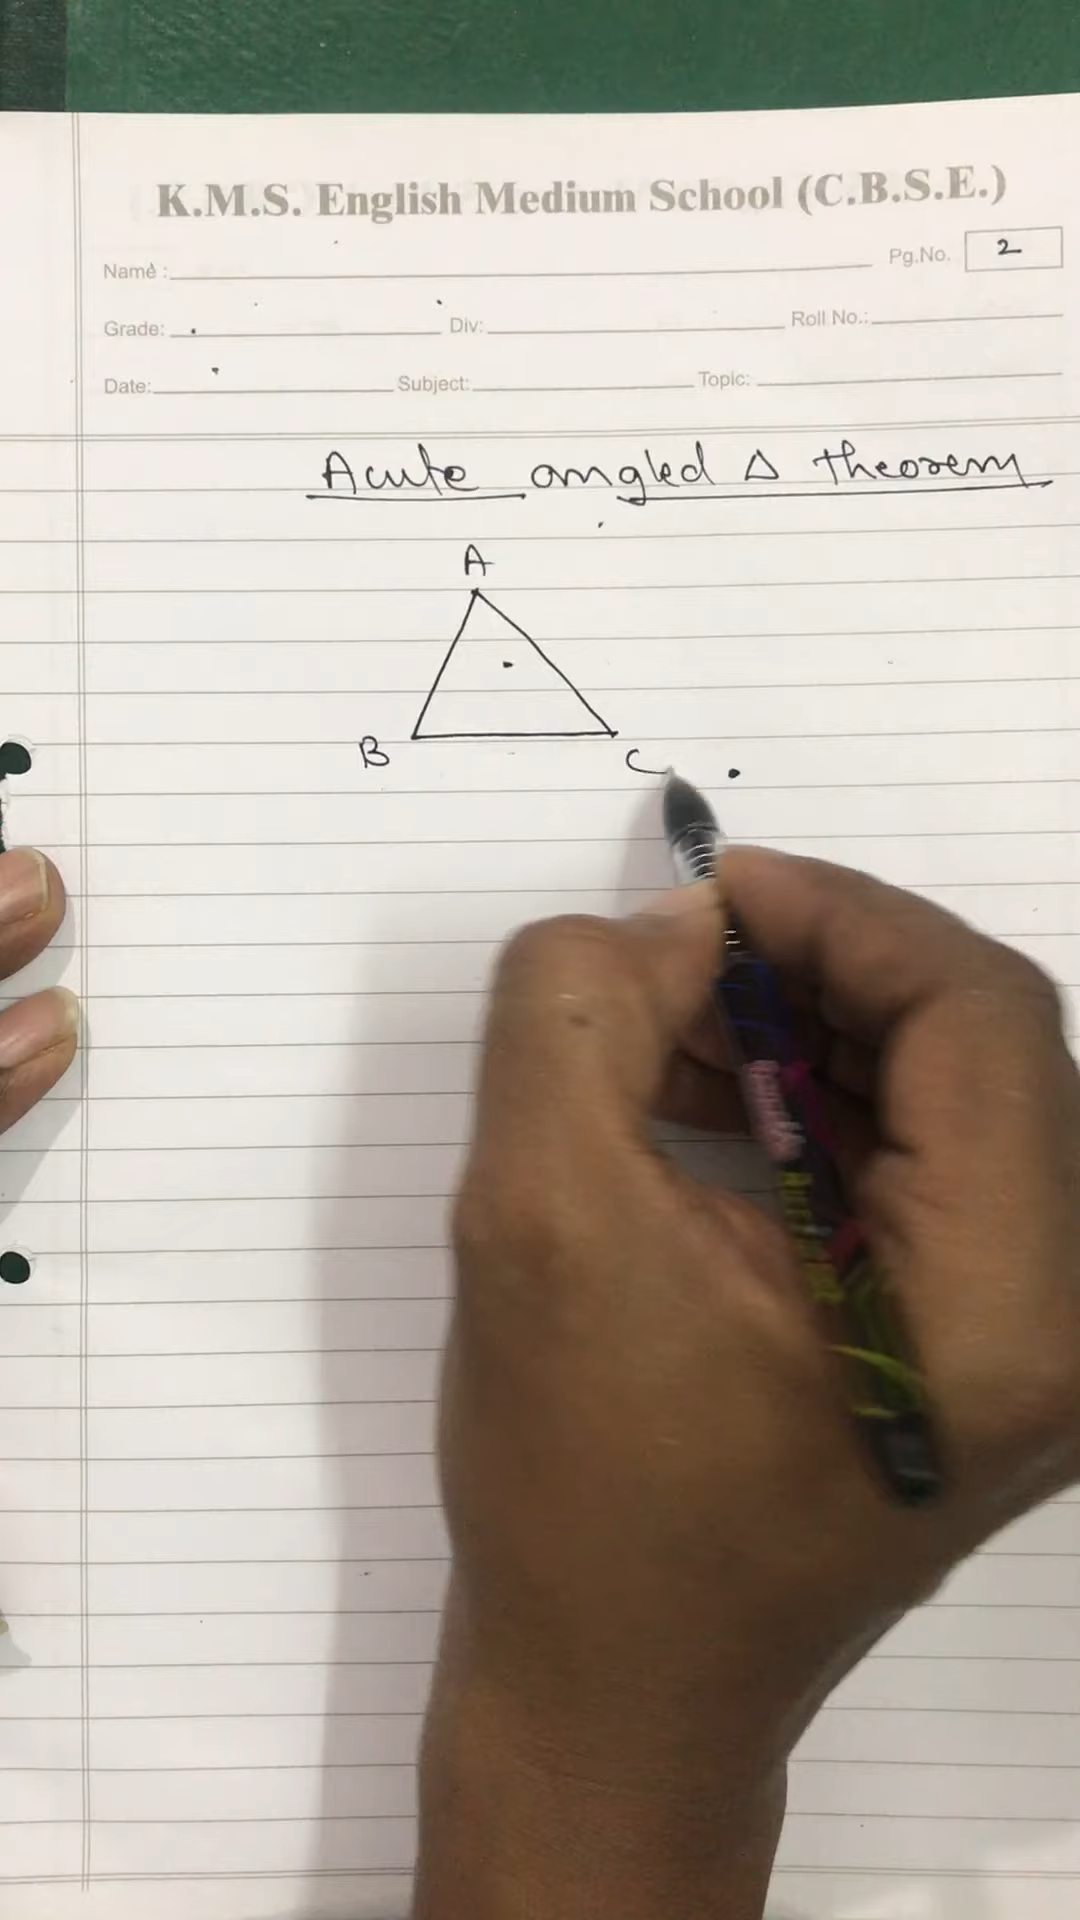 K.M.S. English Medium School (C.B.S.E.)
Name : Pg.No. 2
Grade: Div: Roll No.:
Date: Subject: Topic:
Acute angled Δ theorem
A
B C